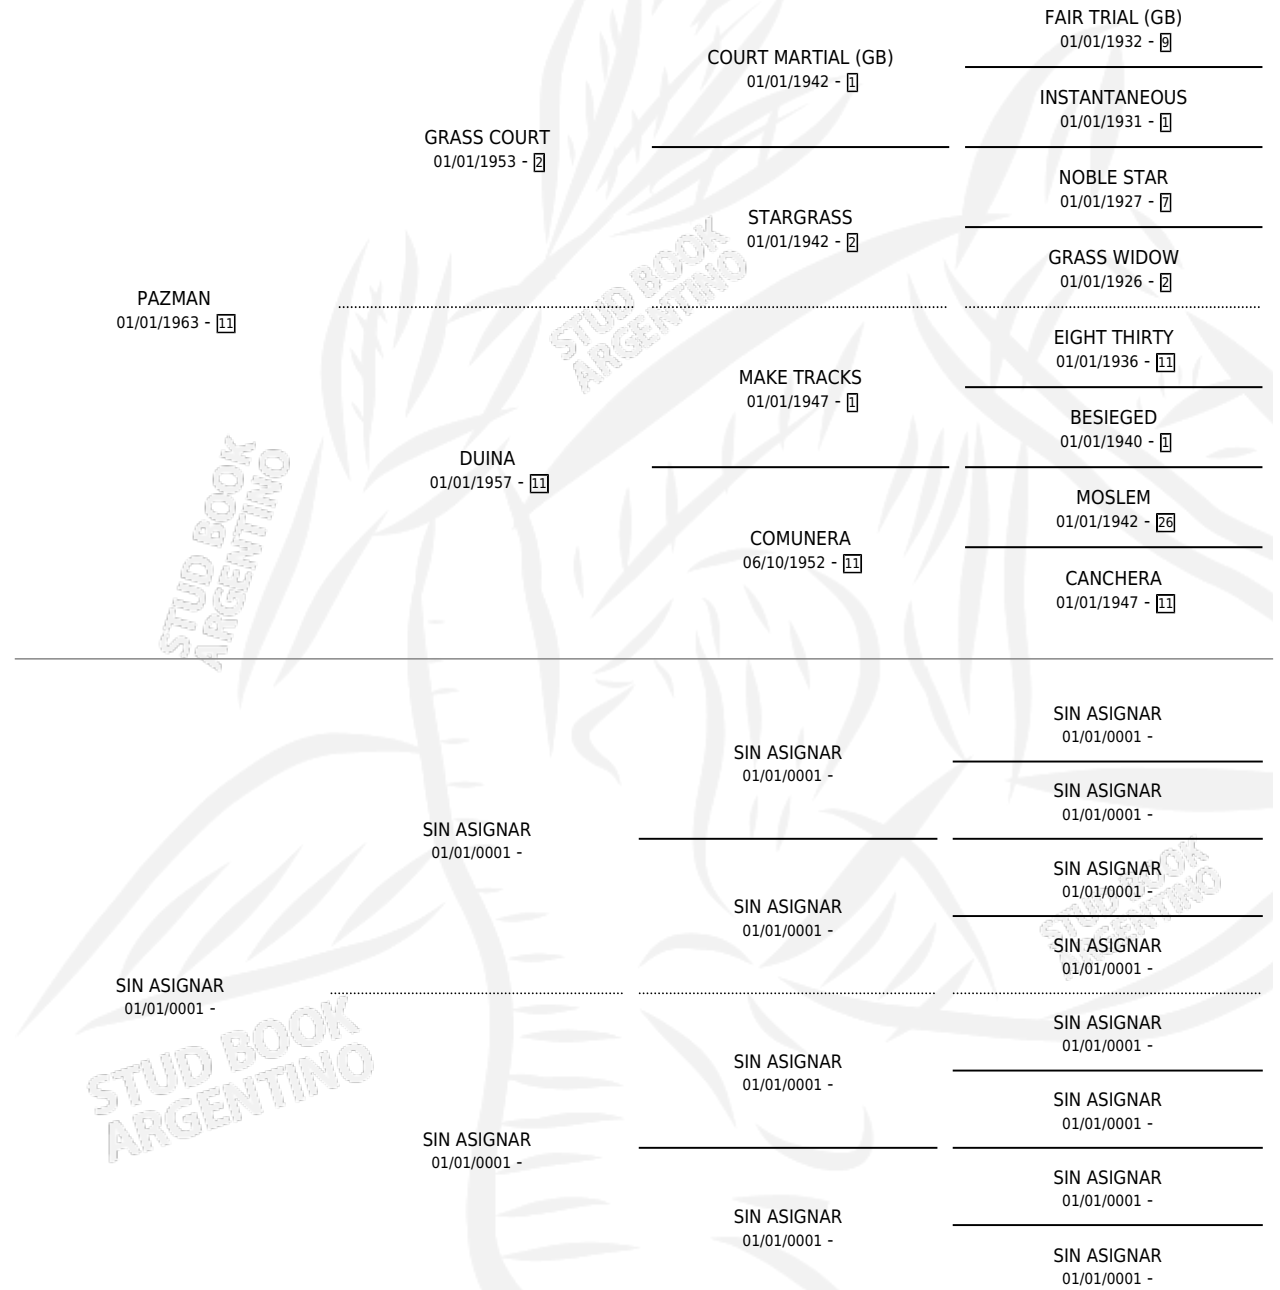 FAIR TRIAL (GB)
01/01/1932 - 9
COURT MARTIAL (GB)
01/01/1942 - 1
INSTANTANEOUS
01/01/1931 - 1
GRASS COURT
01/01/1953 - 2
NOBLE STAR
01/01/1927 - 7
STARGRASS
01/01/1942 - 2
GRASS WIDOW
01/01/1926 - 2
STUD BOOK
ARGENTINO
PAZMAN
01/01/1963 - 11
EIGHT THIRTY
01/01/1936 - 11
MAKE TRACKS
01/01/1947 - 1
BESIEGED
01/01/1940 - 1
DUINA
01/01/1957 - 11
MOSLEM
01/01/1942 - 26
COMUNERA
06/10/1952 - 11
CANCHERA
01/01/1947 - 11
STUD BOOK
ARGENTINO
SIN ASIGNAR
01/01/0001 -
SIN ASIGNAR
01/01/0001 -
SIN ASIGNAR
01/01/0001 -
SIN ASIGNAR
01/01/0001 -
SIN ASIGNAR
01/01/0001 -
SIN ASIGNAR
01/01/0001 -
SIN ASIGNAR
01/01/0001 -
STUD BOOK
ARGENTINO
SIN ASIGNAR
01/01/0001 -
SIN ASIGNAR
01/01/0001 -
SIN ASIGNAR
01/01/0001 -
SIN ASIGNAR
01/01/0001 -
SIN ASIGNAR
01/01/0001 -
SIN ASIGNAR
01/01/0001 -
SIN ASIGNAR
01/01/0001 -
SIN ASIGNAR
01/01/0001 -
STUD BOOK
ARGENTINO